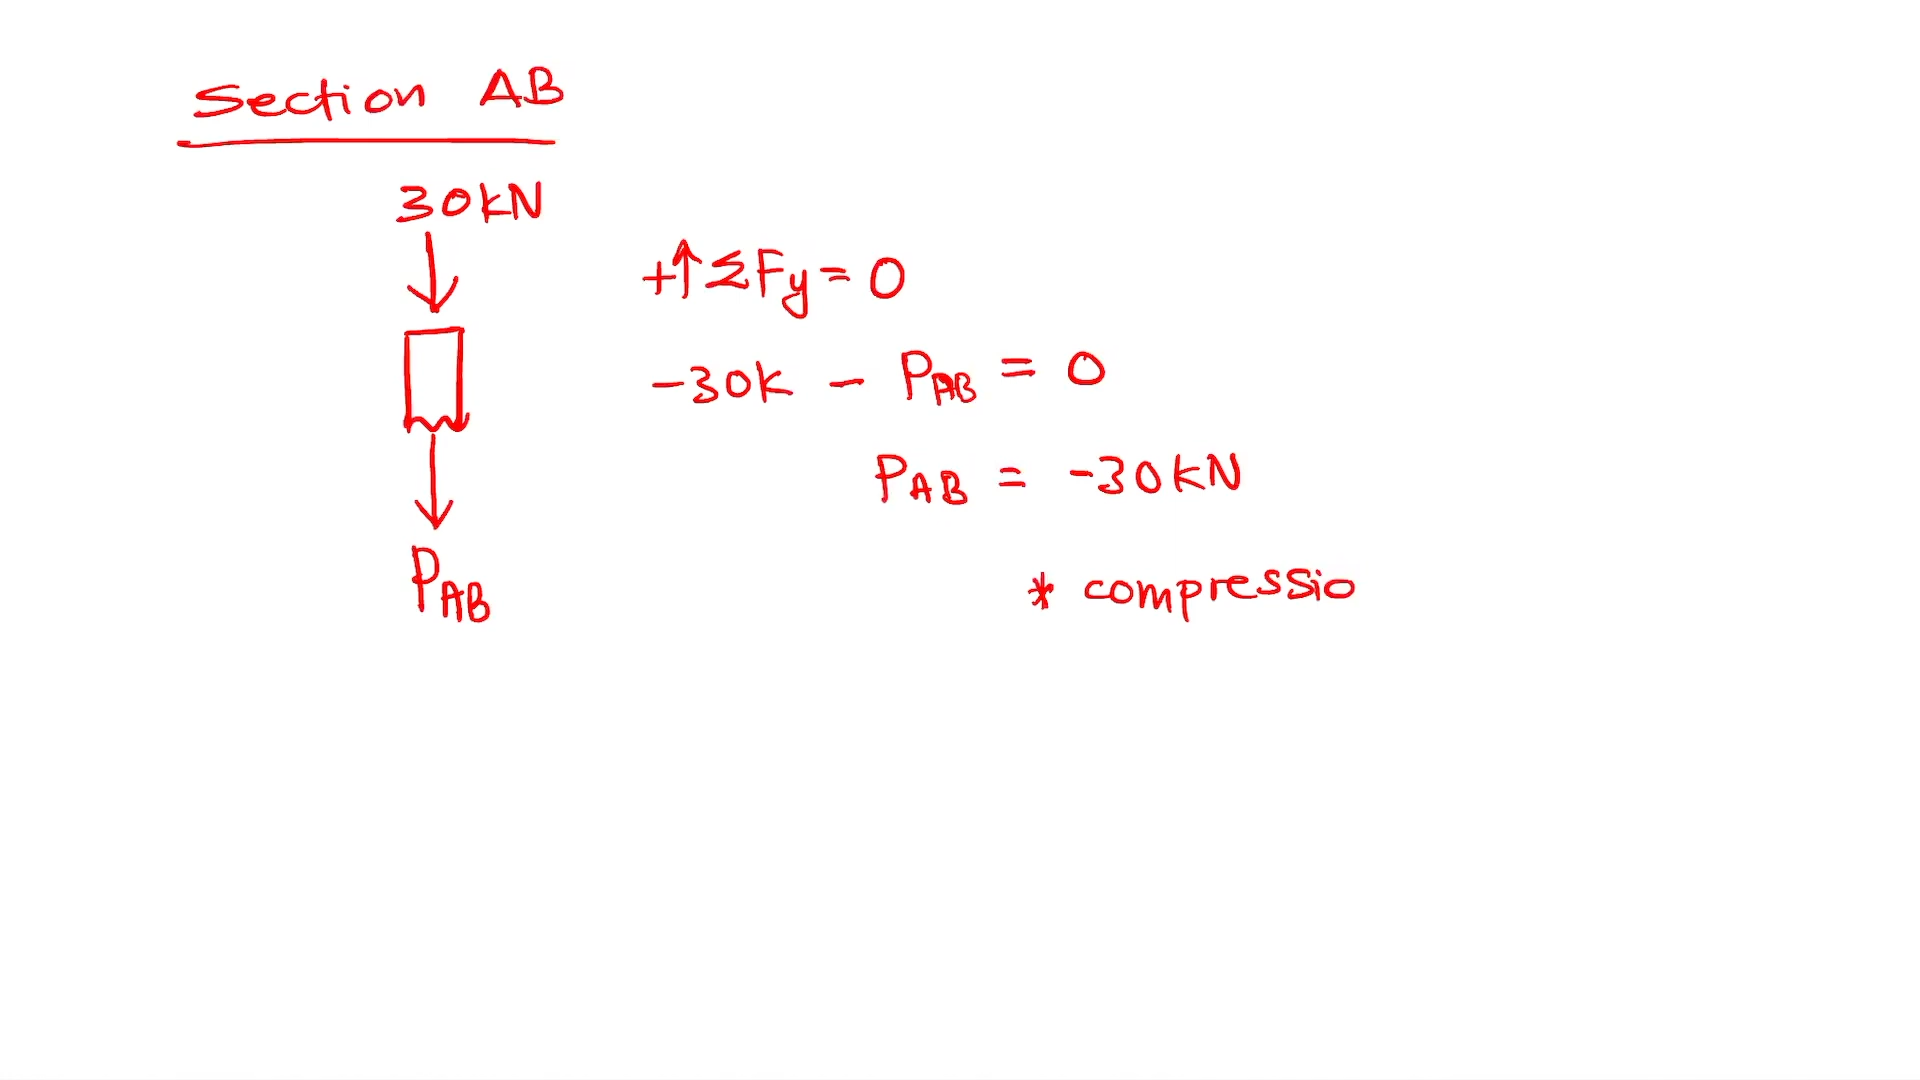 Section AB
30kN
+↑ΣFy=0
-30k - PAB = 0
PAB = -30kN
PAB
* compressio